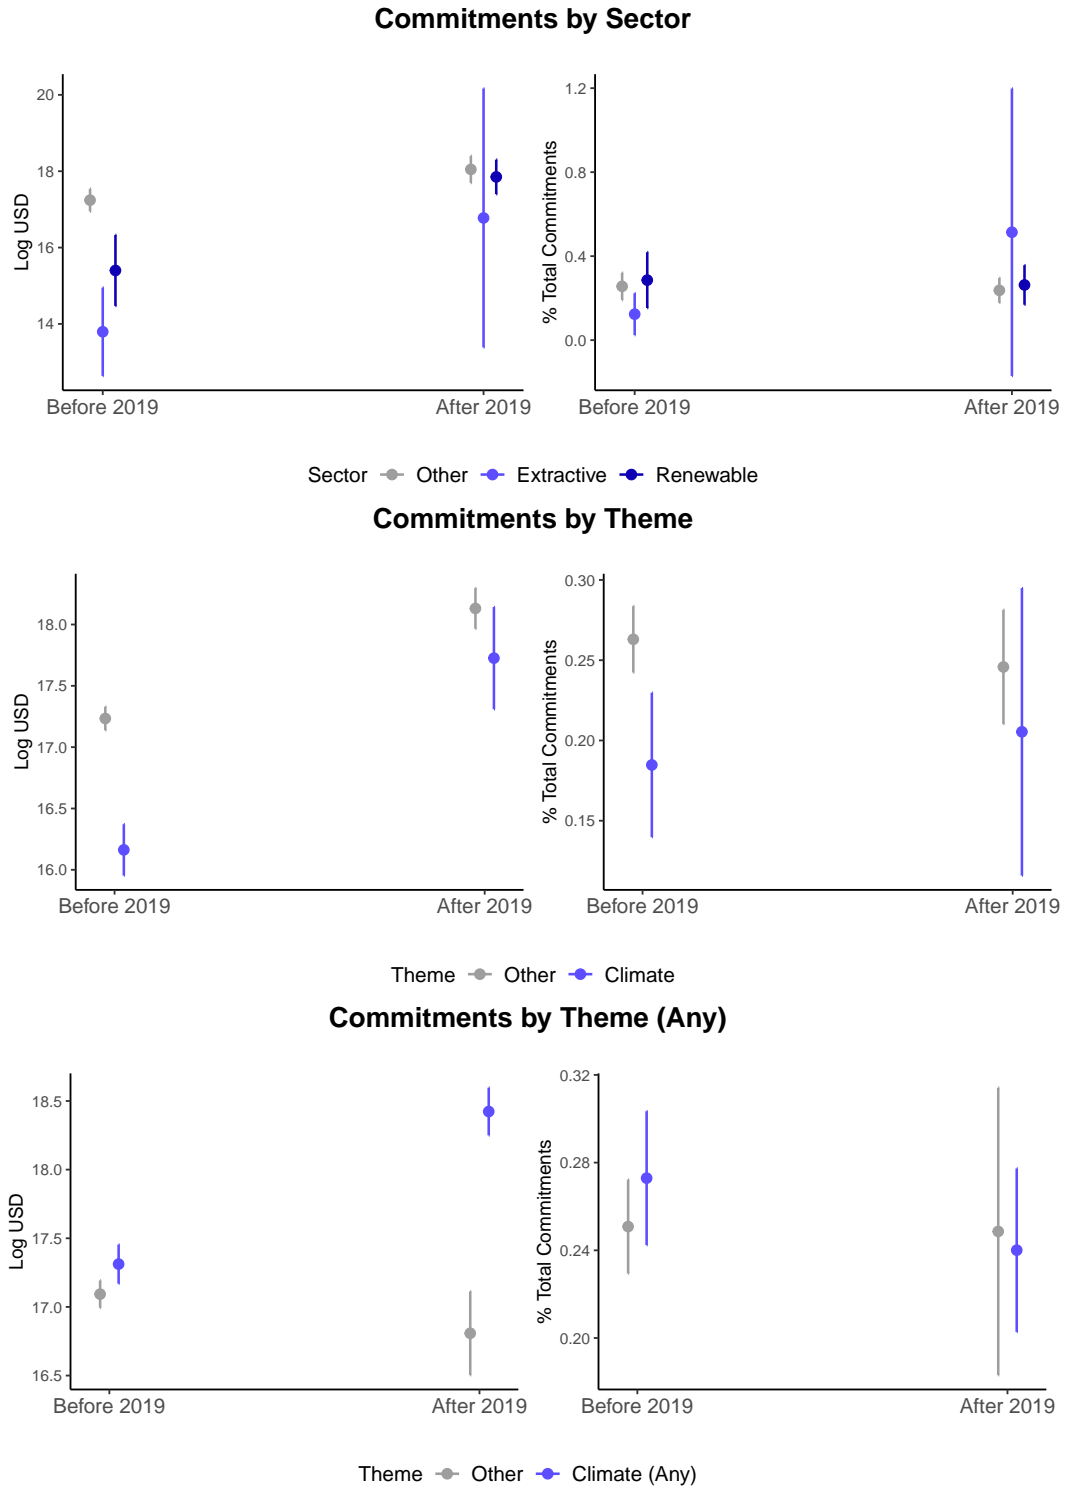 Commitments by Sector
Log USD
20
18
16
14
Before 2019
After 2019
% Total Commitments
1.2
0.8
0.4
0.0
Before 2019
After 2019
Sector Other Extractive Renewable
Commitments by Theme
Log USD
18.0
17.5
17.0
16.5
16.0
Before 2019
After 2019
% Total Commitments
0.30
0.25
0.20
0.15
Before 2019
After 2019
Theme Other Climate
Commitments by Theme (Any)
Log USD
18.5
18.0
17.5
17.0
16.5
Before 2019
After 2019
% Total Commitments
0.32
0.28
0.24
0.20
Before 2019
After 2019
Theme Other Climate (Any)